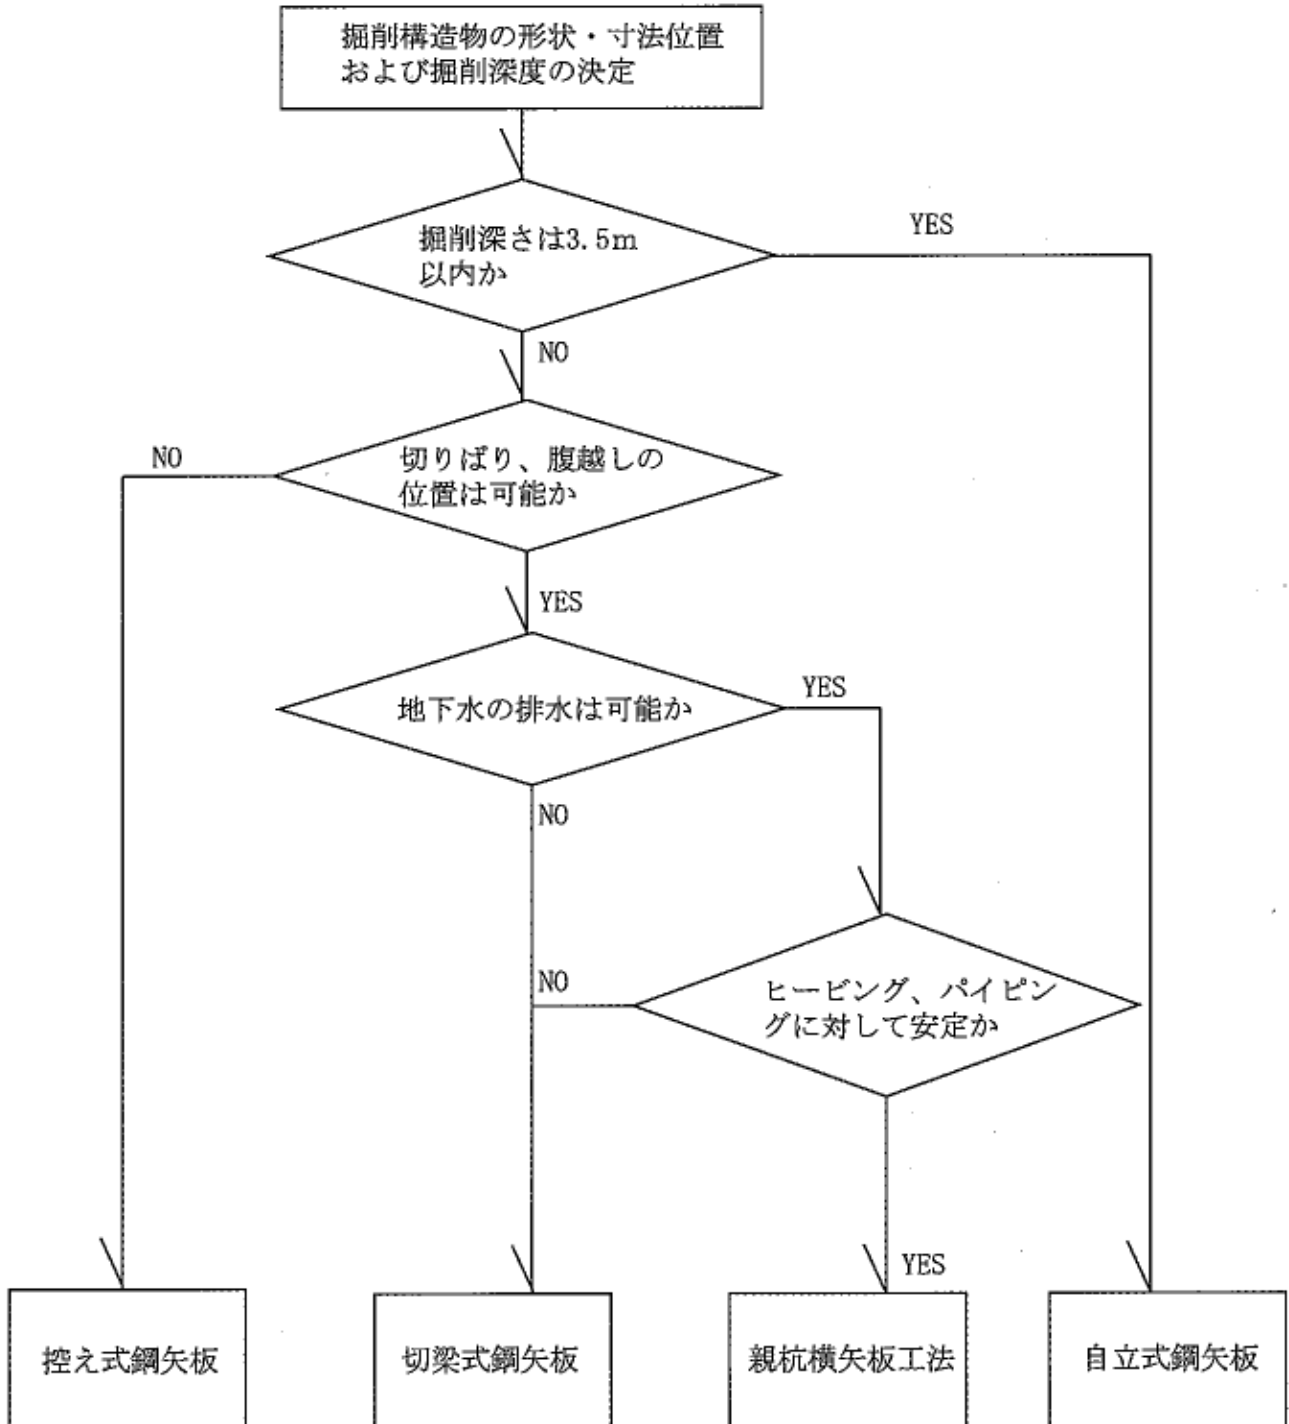 掘削構造物の形状・寸法位置
および掘削深度の決定
掘削深さは3.5m
以内か
YES
NO
切りばり、腹越しの
位置は可能か
NO
YES
地下水の排水は可能か
YES
NO
ヒービング、パイピン
グに対して安定か
NO
YES
控え式鋼矢板
切梁式鋼矢板
親杭横矢板工法
自立式鋼矢板